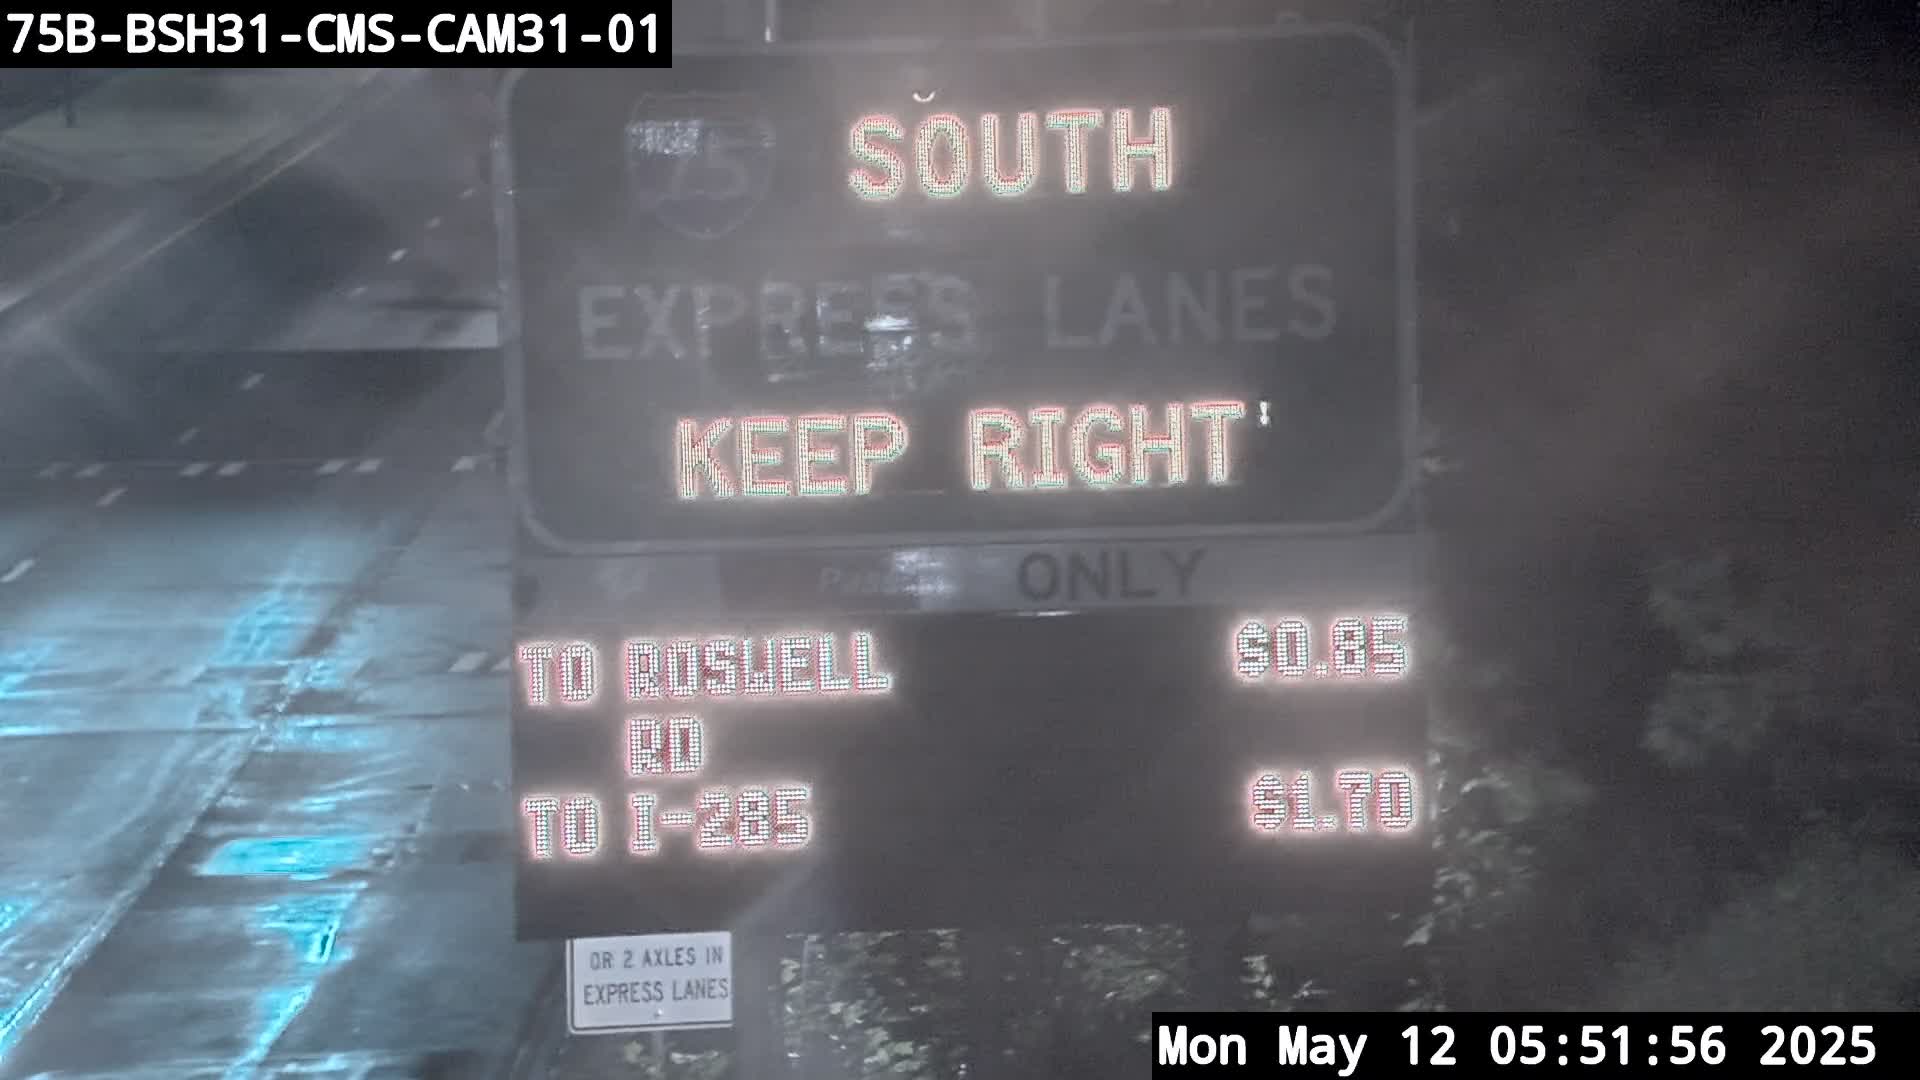 75B-BSH31-CMS-CAM31-01
75 SOUTH
EXPRESS LANES
KEEP RIGHT
ONLY
TO ROSWELL $0.85
RD
TO I-285 $1.70
OR 2 AXLES IN
EXPRESS LANES
Mon May 12 05:51:56 2025